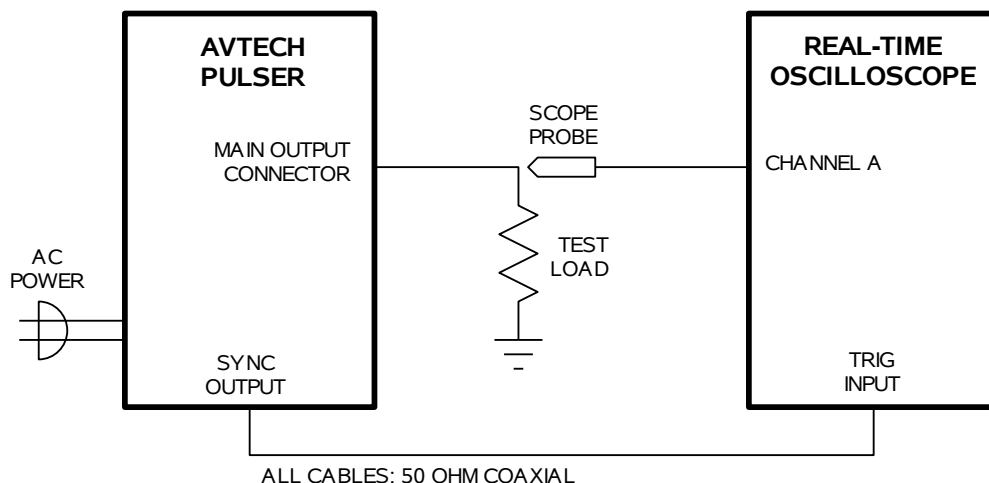 AVTECH
PULSER
REAL-TIME
OSCILLOSCOPE
SCOPE
PROBE
MAIN OUTPUT
CONNECTOR
CHANNEL A
TEST
LOAD
AC
POWER
SYNC
OUTPUT
TRIG
INPUT
ALL CABLES: 50 OHM COAXIAL